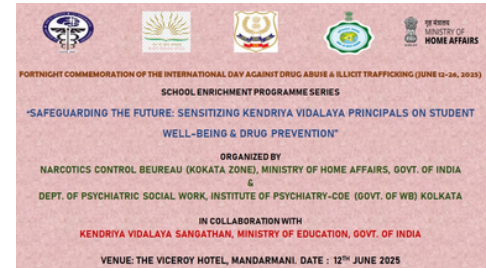 गृह मंत्रालय
MINISTRY OF
HOME AFFAIRS
FORTNIGHT COMMEMORATION OF THE INTERNATIONAL DAY AGAINST DRUG ABUSE & ILLICIT TRAFFICKING (JUNE 12-26, 2025)
SCHOOL ENRICHMENT PROGRAMME SERIES
"SAFEGUARDING THE FUTURE: SENSITIZING KENDRIYA VIDALAYA PRINCIPALS ON STUDENT
WELL-BEING & DRUG PREVENTION"
ORGANIZED BY
NARCOTICS CONTROL BEUREAU (KOKATA ZONE), MINISTRY OF HOME AFFAIRS, GOVT. OF INDIA
&
DEPT. OF PSYCHIATRIC SOCIAL WORK, INSTITUTE OF PSYCHIATRY-COE (GOVT. OF WB) KOLKATA
IN COLLABORATION WITH
KENDRIYA VIDALAYA SANGATHAN, MINISTRY OF EDUCATION, GOVT. OF INDIA
VENUE: THE VICEROY HOTEL, MANDARMANI. DATE : 12TH JUNE 2025